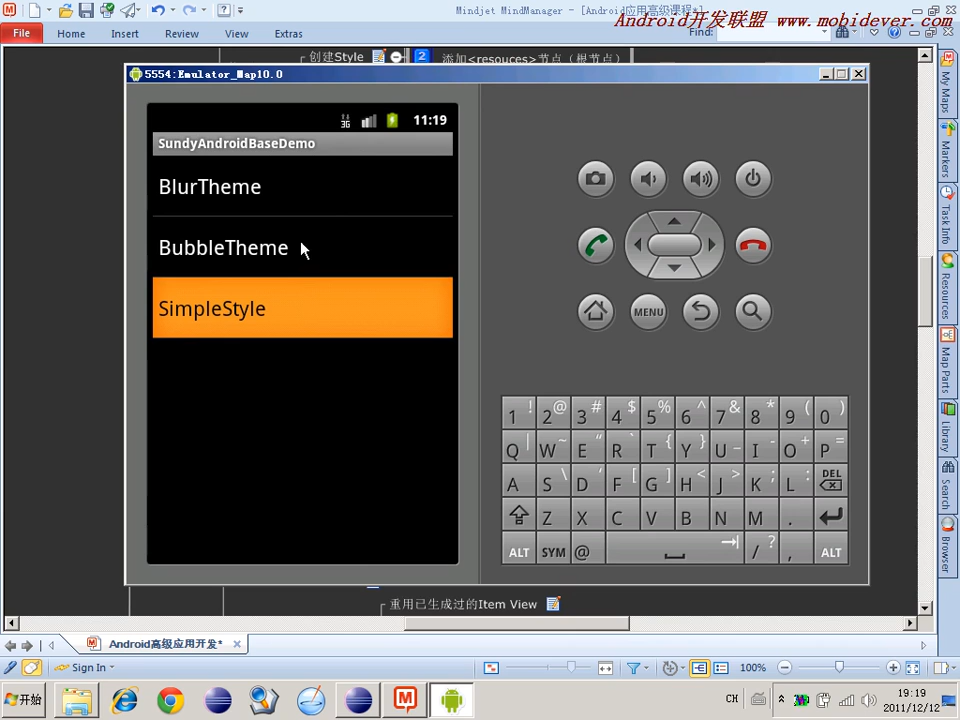 Mindjet MindManager - [Android应用高级课程*]
Android开发联盟 www.mobidever.com
File Home Insert Review View Extras Find:
创建Style 2 添加<resouces>节点（根节点）
5554:Emulator_Map10.0
3G 11:19
SundyAndroidBaseDemo
BlurTheme
BubbleTheme
SimpleStyle
MENU
1 ! 2 @ 3 # 4 $ 5 % 6 ^ 7 & 8 * 9 ( 0 )
Q | W ~ E " R ` T { Y } U _ I - O + P =
A S \ D ' F [ G ] H < J > K ; L : DEL
Z X C V B N M .
ALT SYM @ / ? , ALT
My Maps
Markers
Task Info
Resources
Map Parts
Library
Search
Browser
重用已生成过的Item View
Android高级应用开发*
Sign In 100%
开始 CH 19:19
2011/12/12